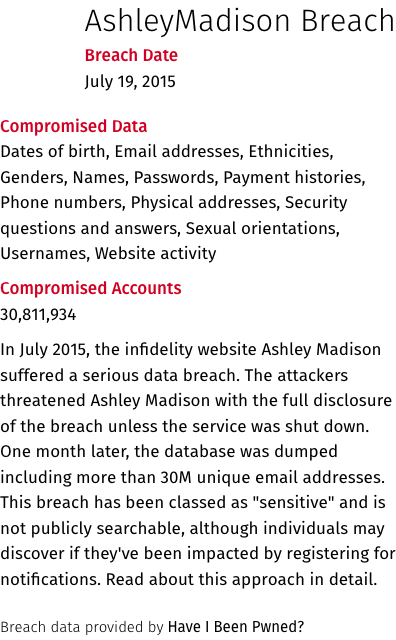 AshleyMadison Breach
Breach Date
July 19, 2015
Compromised Data
Dates of birth, Email addresses, Ethnicities,
Genders, Names, Passwords, Payment histories,
Phone numbers, Physical addresses, Security
questions and answers, Sexual orientations,
Usernames, Website activity
Compromised Accounts
30,811,934
In July 2015, the infidelity website Ashley Madison
suffered a serious data breach. The attackers
threatened Ashley Madison with the full disclosure
of the breach unless the service was shut down.
One month later, the database was dumped
including more than 30M unique email addresses.
This breach has been classed as "sensitive" and is
not publicly searchable, although individuals may
discover if they've been impacted by registering for
notifications. Read about this approach in detail.
Breach data provided by Have I Been Pwned?